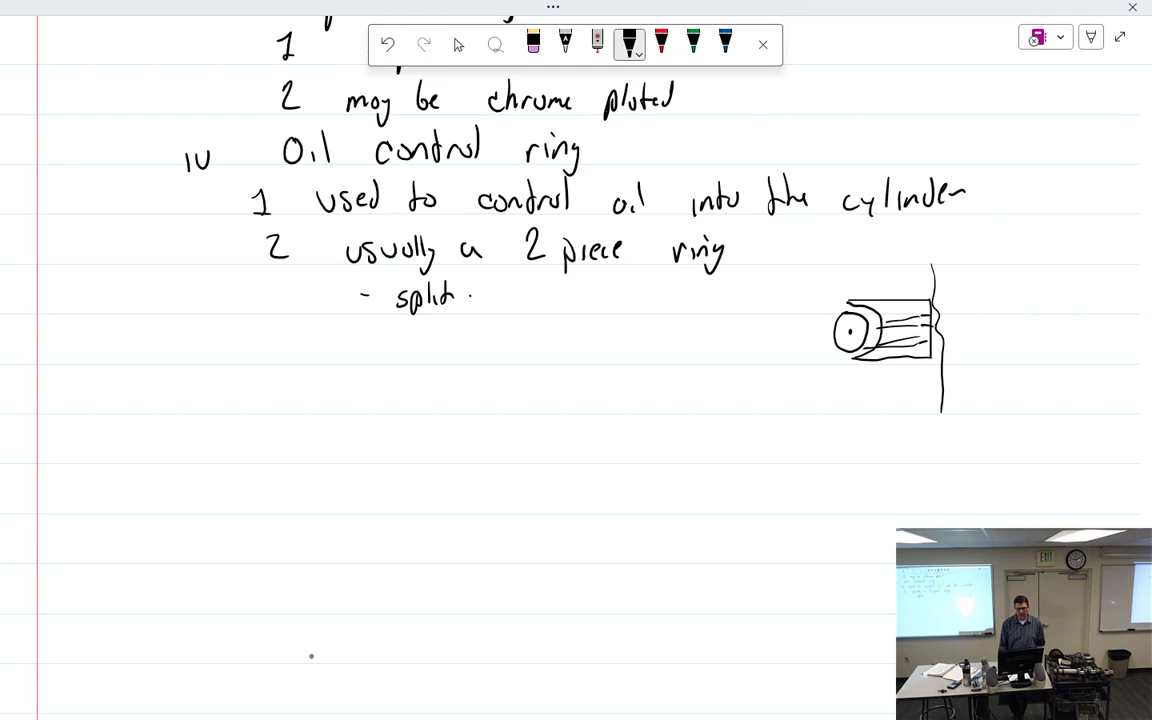 1
2 may be chrome plated
iv Oil control ring
1 used to control oil into the cylinder
2 usually a 2 piece ring
- split.
EXIT